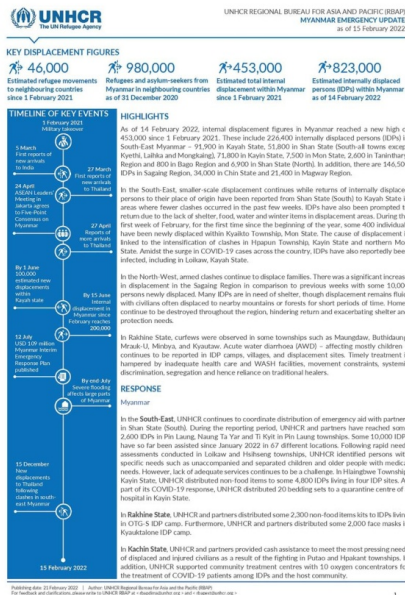 UNHCR
The UN Refugee Agency
UNHCR REGIONAL BUREAU FOR ASIA AND PACIFIC (RBAP)
MYANMAR EMERGENCY UPDATE
as of 15 February 2022
KEY DISPLACEMENT FIGURES
46,000
Estimated refugee movements
to neighbouring countries
since 1 February 2021
980,000
Refugees and asylum-seekers from
Myanmar in neighbouring countries
as of 31 December 2020
453,000
Estimated total internal
displacement within Myanmar
since 1 February 2021
823,000
Estimated internally displaced
persons (IDPs) within Myanmar
as of 14 February 2022
TIMELINE OF KEY EVENTS
1 February 2021
Military takeover
5 March
First reports of
new arrivals
to India
27 March
First reports of
new arrivals
to Thailand
24 April
ASEAN Leaders'
Meeting in
Jakarta agrees
to Five-Point
Consensus on
Myanmar
27 April
Reports of
more arrivals
to Thailand
By 1 June
100,000
estimated new
displacements
within
Kayah state
By 15 June
Internal
displacement in
Myanmar since
February reaches
200,000
12 July
USD 109 million
Myanmar Interim
Emergency
Response Plan
published
By end July
Severe flooding
affects large parts
of Myanmar
15 December
New
displacements
to Thailand
following
clashes in south-
east Myanmar
15 February 2022
HIGHLIGHTS
As of 14 February 2022, internal displacement figures in Myanmar reached a new high o
453,000 since 1 February 2021. These include 226,400 internally displaced persons (IDPs) i
South-East Myanmar – 91,900 in Kayah State, 51,800 in Shan State (South-all towns excep
Kyethi, Laihka and Mongkaing), 71,800 in Kayin State, 7,500 in Mon State, 2,600 in Tanintharyi
Region and 800 in Bago Region and 6,900 in Shan State (North). In addition, there are 146,50
IDPs in Sagaing Region, 34,000 in Chin State and 21,400 in Magway Region.
In the South-East, smaller-scale displacement continues while returns of internally displace
persons to their place of origin have been reported from Shan State (South) to Kayah State i
areas where fewer clashes occurred in the past few weeks. IDPs have also been prompted t
return due to the lack of shelter, food, water and winter items in displacement areas. During th
first weeks of February, for the first time since the beginning of the year, some 400 individual
have been newly displaced within Kyaikto Township, Mon State. The cause of displacement i
linked to the intensification of clashes in Hpapun Township, Kayin State and northern Mo
State. Amidst the surge in COVID-19 cases across the country, IDPs have also reportedly bee
infected, including in Loikaw, Kayah State.
In the North-West, armed clashes continue to displace families. There was a significant increas
in displacement in the Sagaing Region in comparison to previous weeks with some 10,00
persons newly displaced. Many IDPs are in need of shelter, though displacement remains flui
with civilians often displaced to nearby mountains or forests for short periods of time. Home
continue to be destroyed throughout the region, hindering return and exacerbating shelter an
protection needs.
In Rakhine State, curfews were observed in some townships such as Maungdaw, Buthidaung
Mrauk-U, Minbya, and Kyautaw. Acute water diarrhoea (AWD) – affecting mostly children
continues to be reported in IDP camps, villages, and displacement sites. Timely treatment i
hampered by inadequate health care and WASH facilities, movement constraints, systemi
discrimination, segregation and hence reliance on traditional healers.
RESPONSE
Myanmar
In the South-East, UNHCR continues to coordinate distribution of emergency aid with partner
in Shan State (South). During the reporting period, UNHCR and partners have reached som
2,600 IDPs in Pin Laung, Naung Ta Yar and Ti Kyit in Pin Laung townships. Some 10,000 IDP
have so far been assisted since January 2022 in 67 different locations. Following rapid need
assessments conducted in Loikaw and Hsihseng townships, UNHCR identified persons wit
specific needs such as unaccompanied and separated children and older people with medica
needs. However, lack of adequate services continues to be a challenge. In Hlaingbwe Township
Kayin State, UNHCR distributed non-food items to some 4,800 IDPs living in four IDP sites. A
part of its COVID-19 response, UNHCR distributed 20 bedding sets to a quarantine centre of
hospital in Kayin State.
In Rakhine State, UNHCR and partners distributed some 2,300 non-food items kits to IDPs livin
in OTG-S IDP camp. Furthermore, UNHCR and partners distributed some 2,000 face masks i
Kyauktalone IDP camp.
In Kachin State, UNHCR and partners provided cash assistance to meet the most pressing need
of displaced and injured civilians as a result of the fighting in Putao and Hpakant townships. I
addition, UNHCR supported community treatment centres with 10 oxygen concentrators fo
the treatment of COVID-19 patients among IDPs and the host community.
Publishing date: 21 February 2022 | Author: UNHCR Regional Bureau for Asia and the Pacific (RBAP)
For feedback and clarifications, please write to UNHCR RBAP at